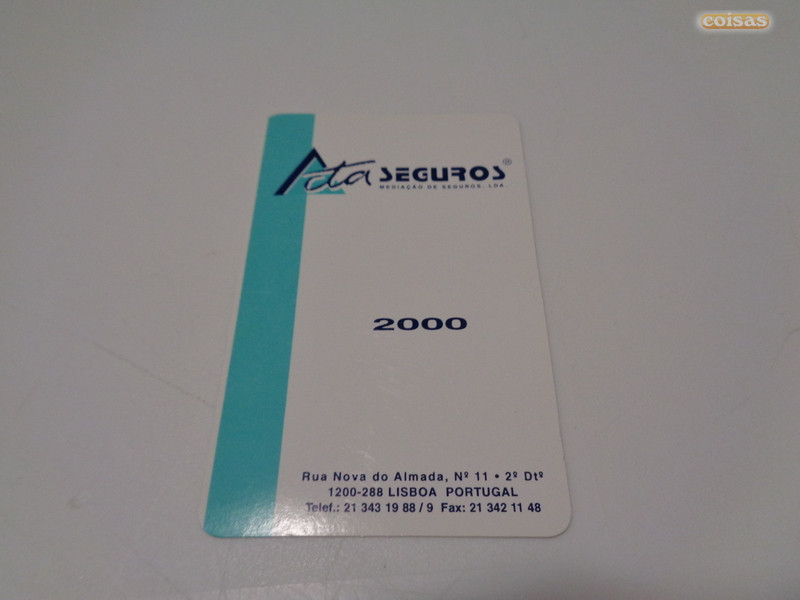 coisas
Ata SEGUROS®
MEDIAÇÃO DE SEGUROS, LDA
2000
Rua Nova do Almada, Nº 11 • 2º Dtº
1200-288 LISBOA PORTUGAL
Telef.: 21 343 19 88 / 9 Fax: 21 342 11 48